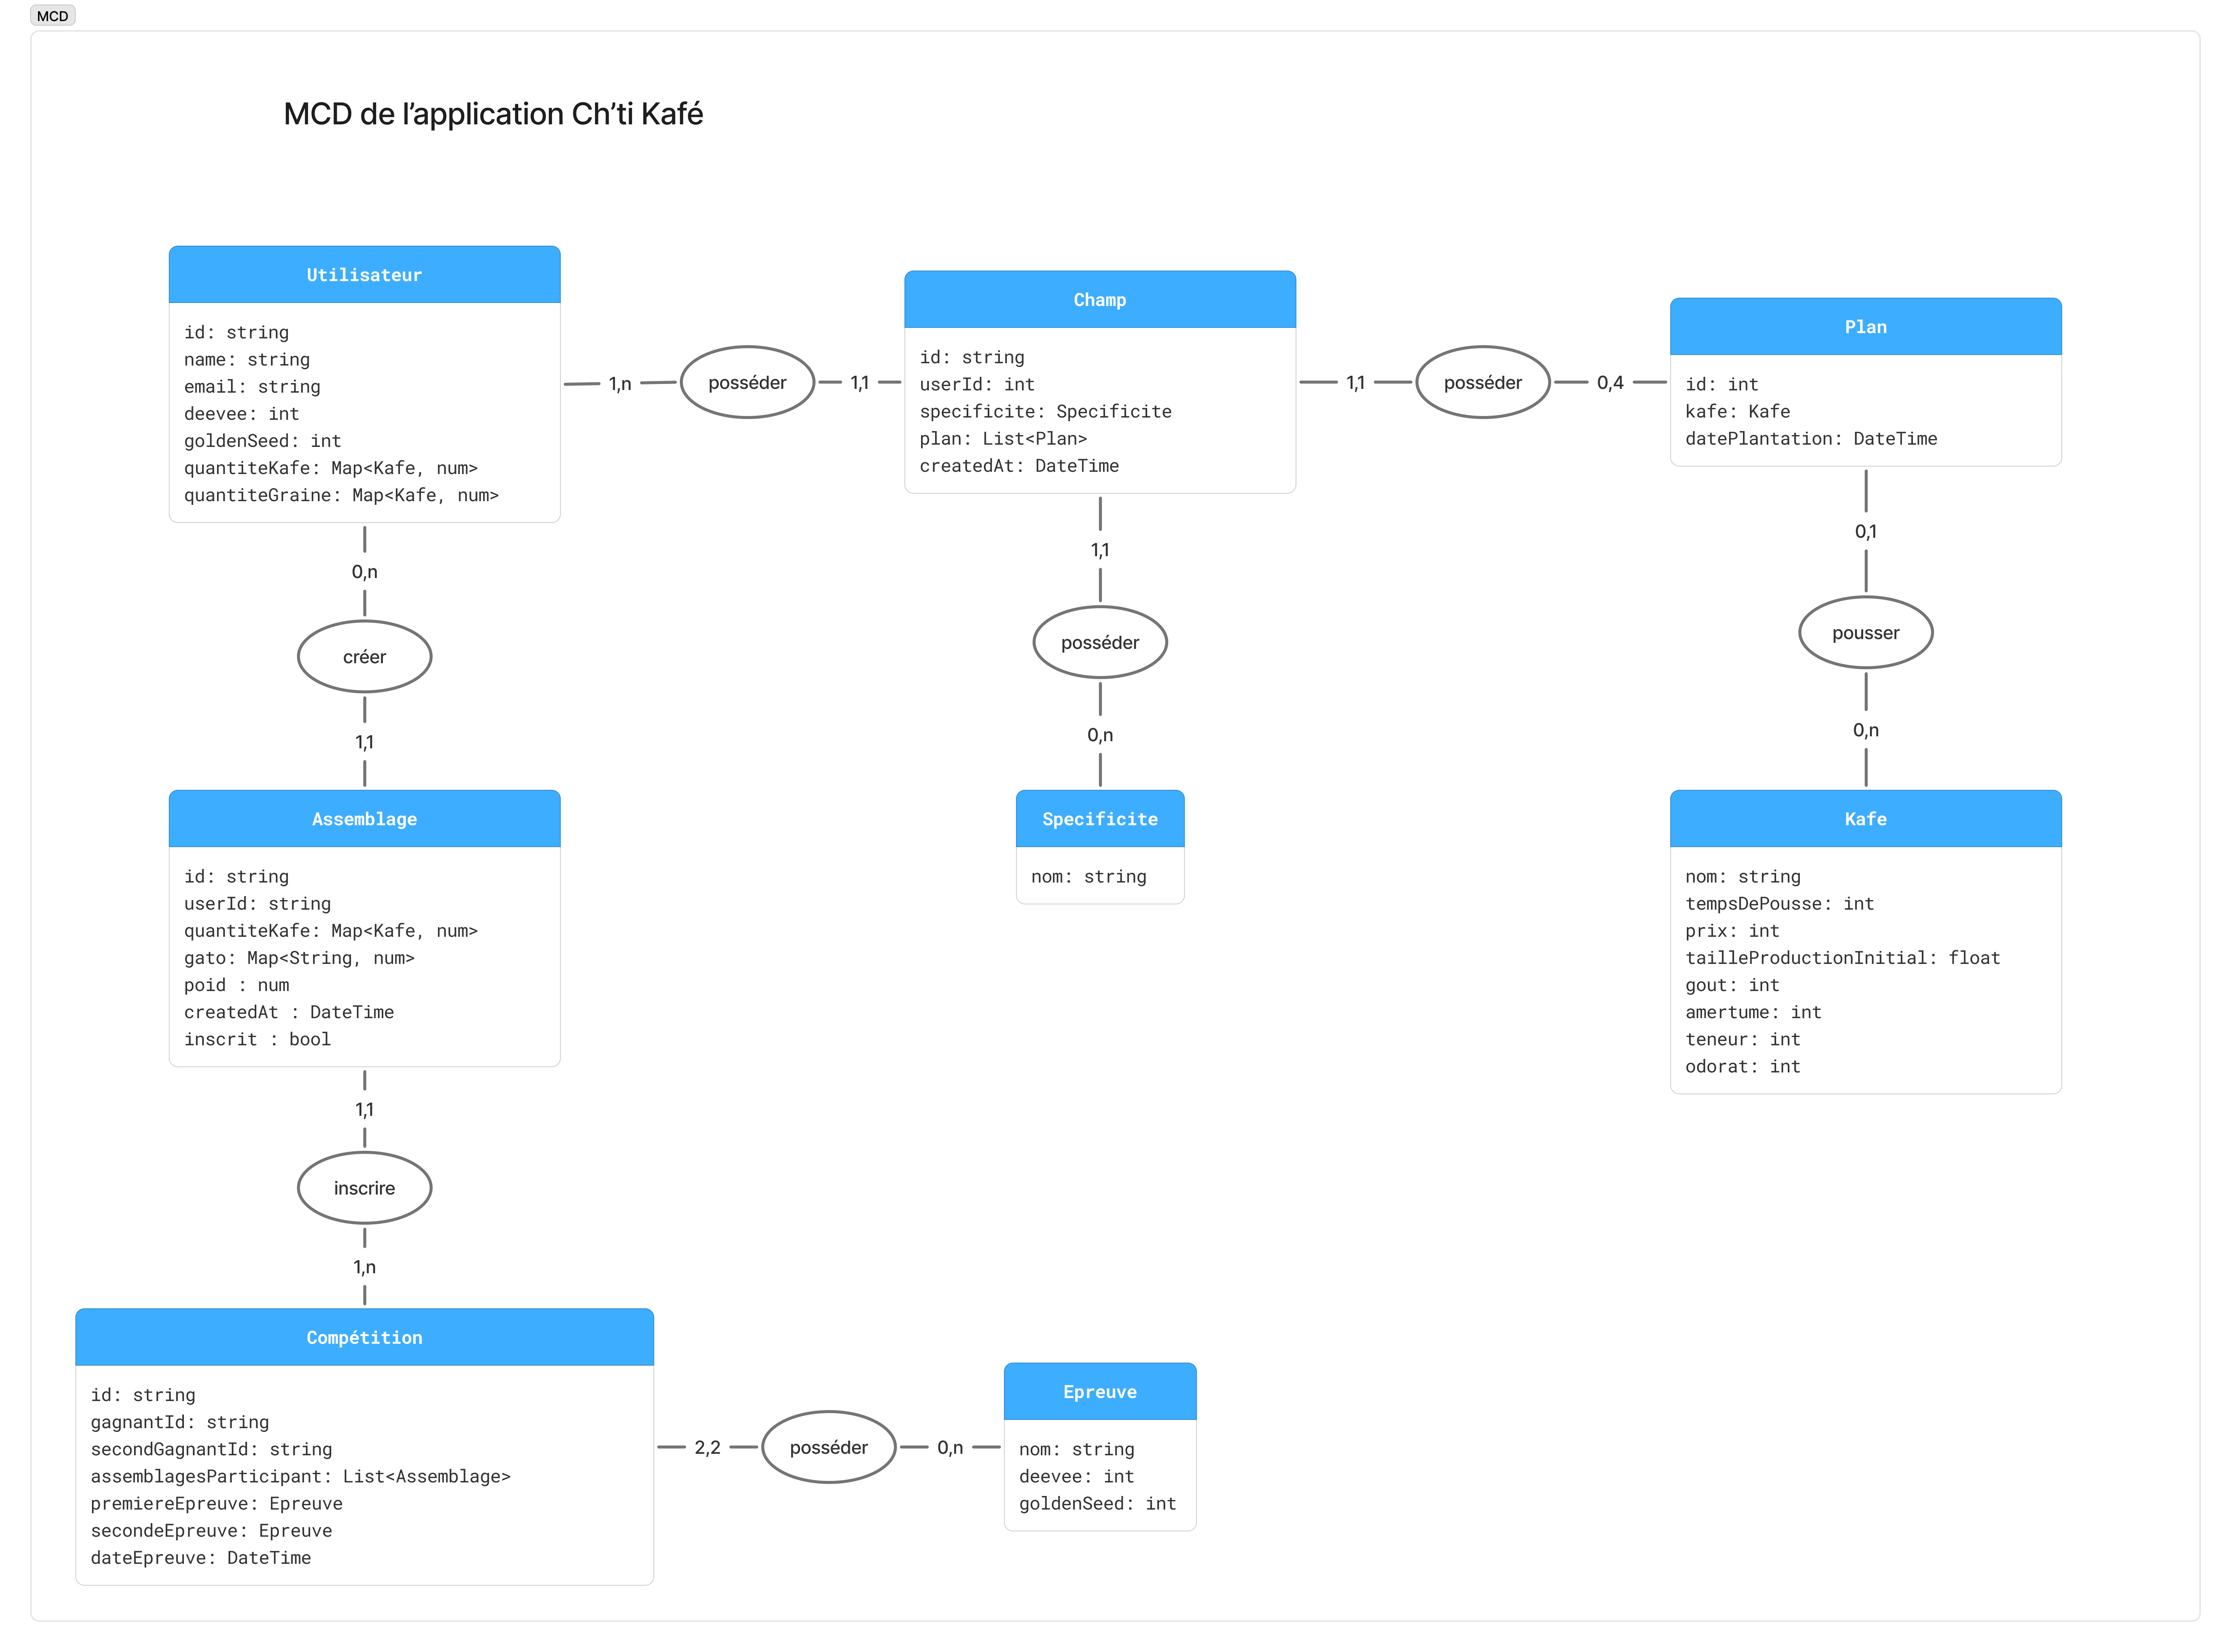 MCD
MCD de l’application Ch’ti Kafé
Utilisateur
id: string
name: string
email: string
deevee: int
goldenSeed: int
quantiteKafe: Map<Kafe, num>
quantiteGraine: Map<Kafe, num>
1,n
posséder
1,1
Champ
id: string
userId: int
specificite: Specificite
plan: List<Plan>
createdAt: DateTime
1,1
posséder
0,4
Plan
id: int
kafe: Kafe
datePlantation: DateTime
0,n
créer
1,1
1,1
posséder
0,n
0,1
pousser
0,n
Assemblage
id: string
userId: string
quantiteKafe: Map<Kafe, num>
gato: Map<String, num>
poid : num
createdAt : DateTime
inscrit : bool
Specificite
nom: string
Kafe
nom: string
tempsDePousse: int
prix: int
tailleProductionInitial: float
gout: int
amertume: int
teneur: int
odorat: int
1,1
inscrire
1,n
Compétition
id: string
gagnantId: string
secondGagnantId: string
assemblagesParticipant: List<Assemblage>
premiereEpreuve: Epreuve
secondeEpreuve: Epreuve
dateEpreuve: DateTime
2,2
posséder
0,n
Epreuve
nom: string
deevee: int
goldenSeed: int